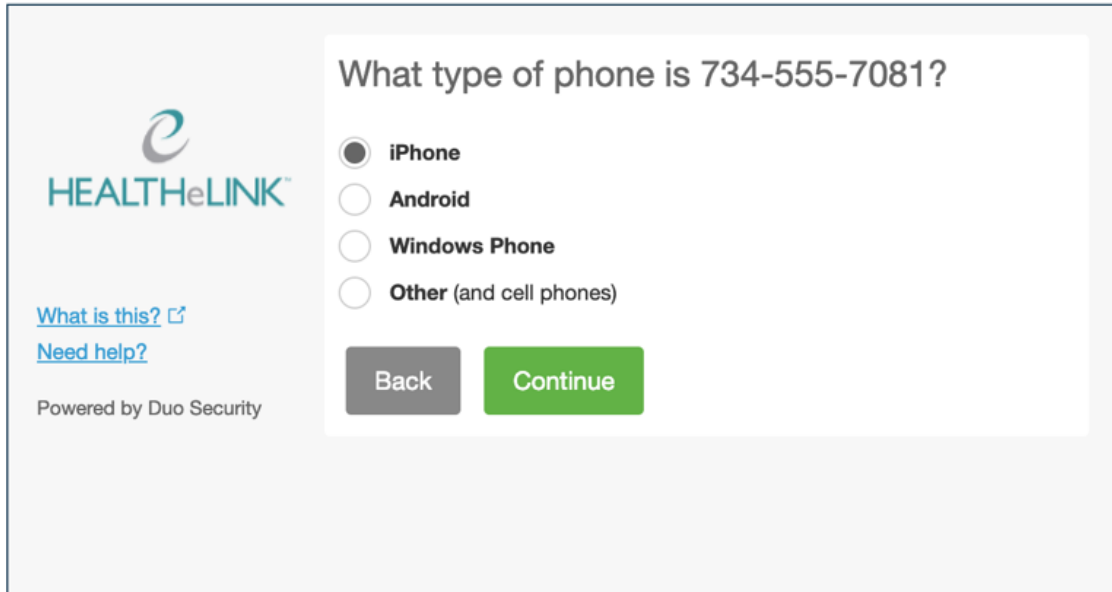 What type of phone is 734-555-7081?
iPhone
Android
Windows Phone
Other (and cell phones)
Back Continue
HEALTHeLINK™
What is this?
Need help?
Powered by Duo Security